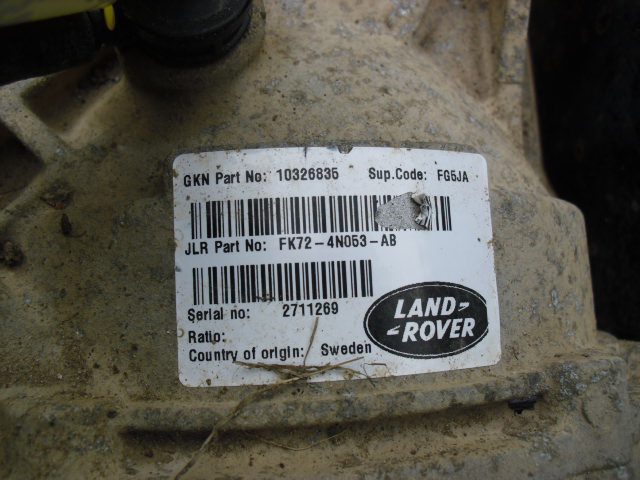 GKN Part No: 10326835 Sup.Code: FG5JA
JLR Part No: FK72-4N053-AB
Serial no: 2711269
Ratio:
Country of origin: Sweden
LAND-
-ROVER